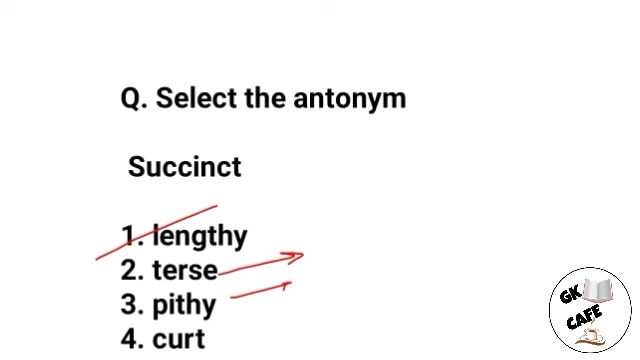 Q. Select the antonym
Succinct
1. lengthy
2. terse
3. pithy
4. curt
GK
CAFE